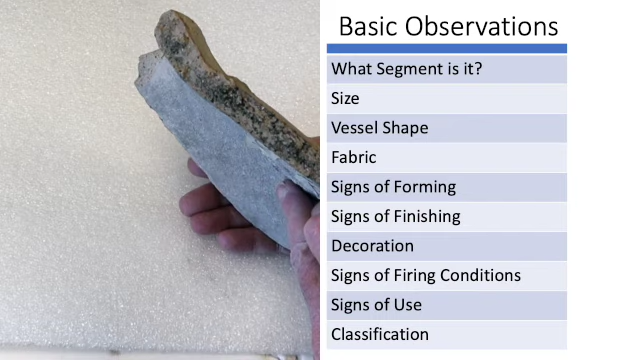 Basic Observations
What Segment is it?
Size
Vessel Shape
Fabric
Signs of Forming
Signs of Finishing
Decoration
Signs of Firing Conditions
Signs of Use
Classification